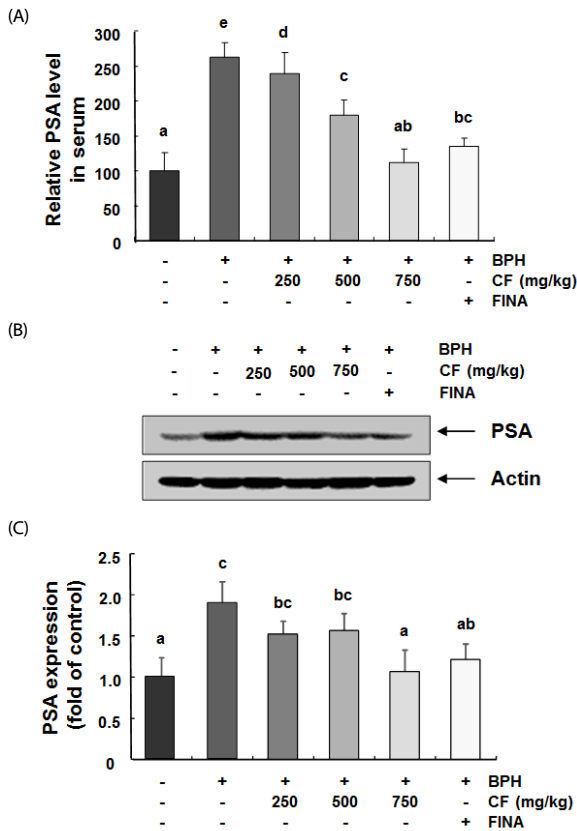 (A)
Relative PSA level
in serum
300
250
200
150
100
50
0
a e d c ab bc
- + + + + + BPH
- - 250 500 750 - CF (mg/kg)
- - - - - + FINA
(B)
- + + + + + BPH
- - 250 500 750 - CF (mg/kg)
- - - - - + FINA
PSA
Actin
(C)
PSA expression
(fold of control)
2.5
2.0
1.5
1.0
0.5
0.0
a c bc bc a ab
- + + + + + BPH
- - 250 500 750 - CF (mg/kg)
- - - - - + FINA